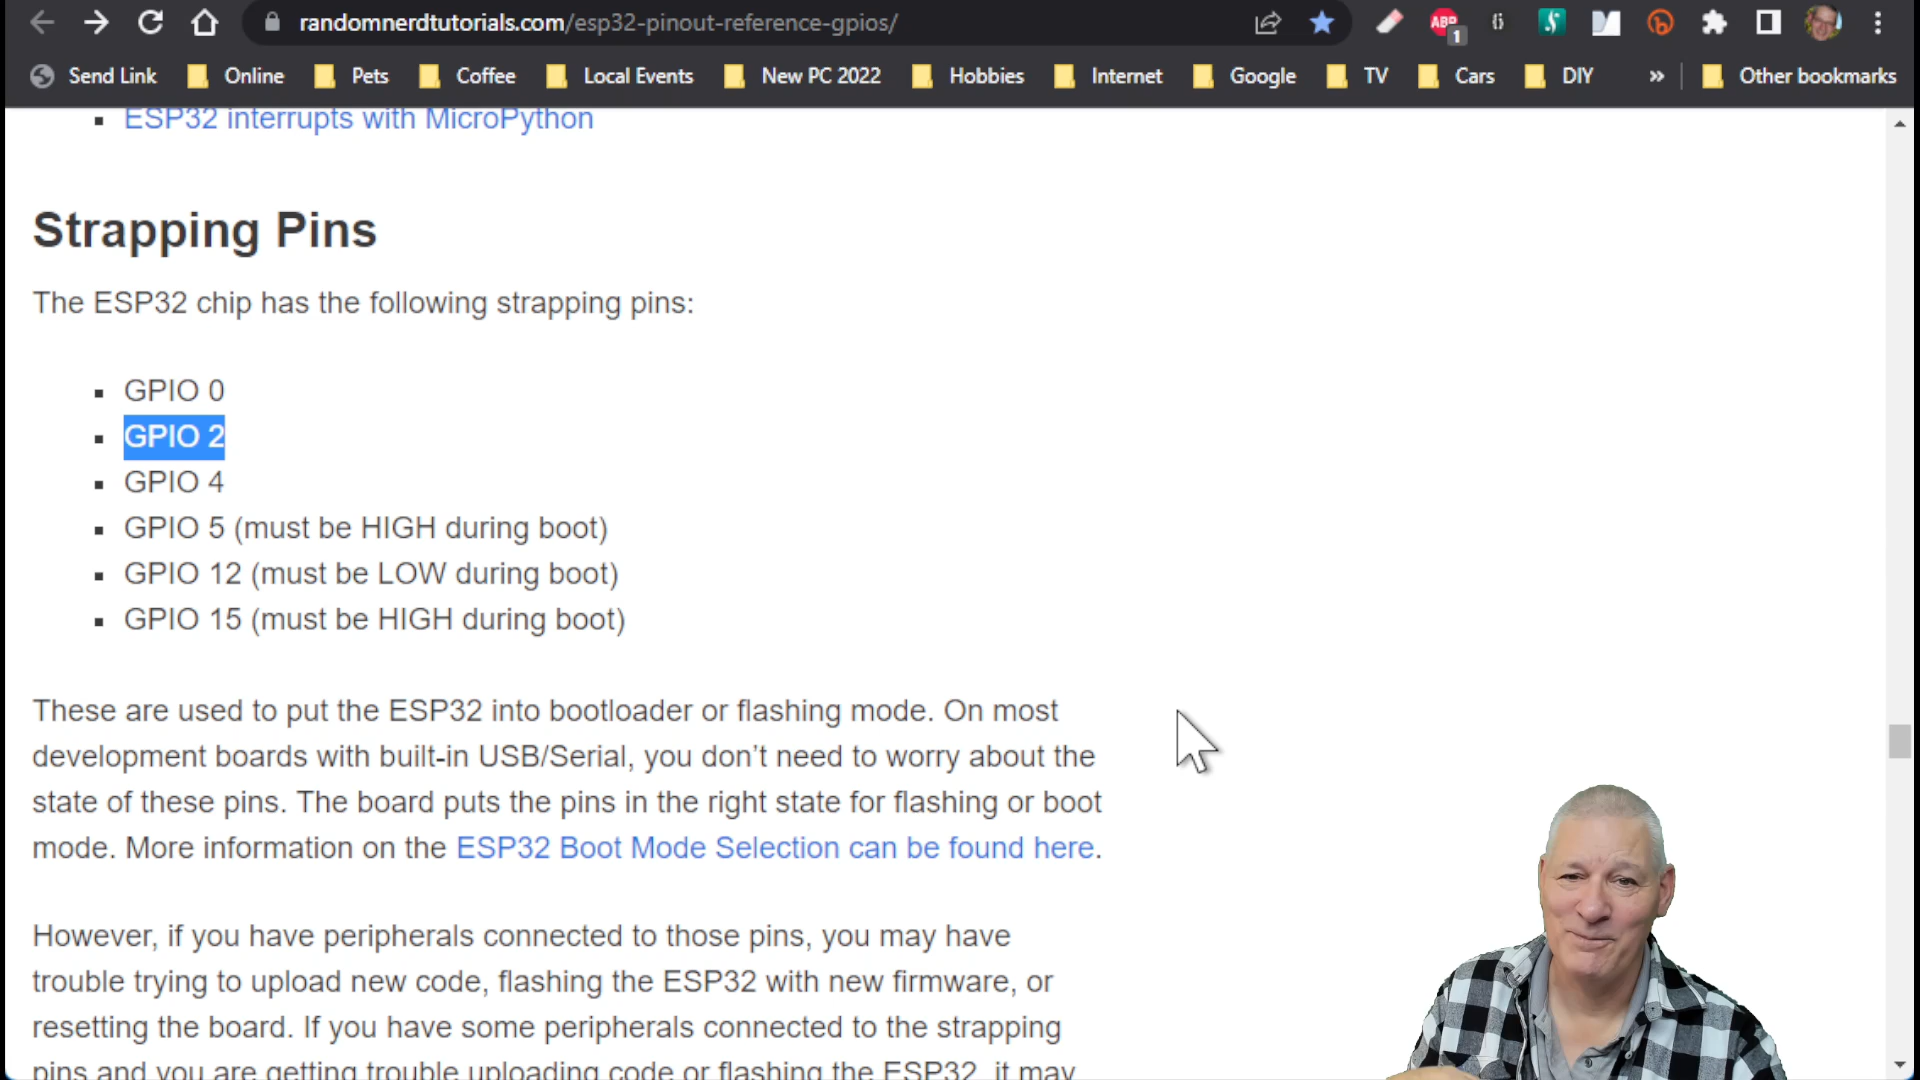 randomnerdtutorials.com/esp32-pinout-reference-gpios/
ABP 1
Send Link Online Pets Coffee Local Events New PC 2022 Hobbies Internet Google TV Cars DIY » Other bookmarks
ESP32 interrupts with MicroPython
Strapping Pins
The ESP32 chip has the following strapping pins:
GPIO 0
GPIO 2
GPIO 4
GPIO 5 (must be HIGH during boot)
GPIO 12 (must be LOW during boot)
GPIO 15 (must be HIGH during boot)
These are used to put the ESP32 into bootloader or flashing mode. On most
development boards with built-in USB/Serial, you don’t need to worry about the
state of these pins. The board puts the pins in the right state for flashing or boot
mode. More information on the ESP32 Boot Mode Selection can be found here.
However, if you have peripherals connected to those pins, you may have
trouble trying to upload new code, flashing the ESP32 with new firmware, or
resetting the board. If you have some peripherals connected to the strapping
pins and you are getting trouble uploading code or flashing the ESP32, it may